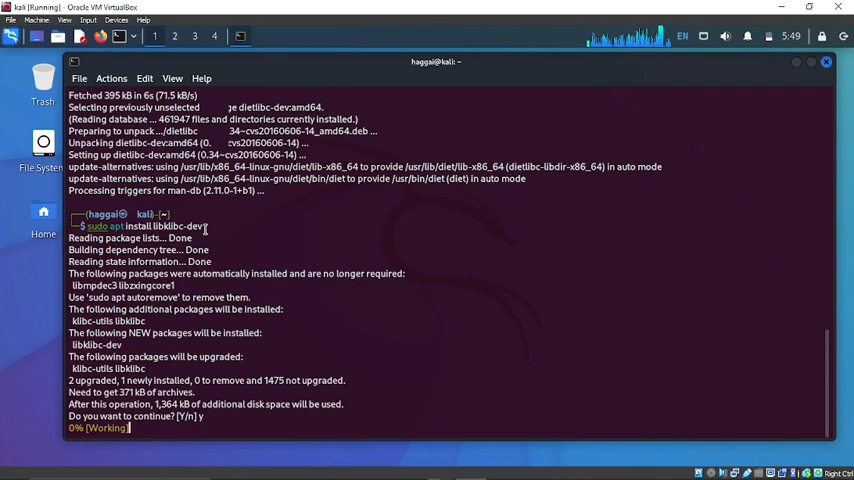 kali [Running] - Oracle VM VirtualBox
File Machine View Input Devices Help
1 2 3 4 EN 5:49
haggai@kali: ~
File Actions Edit View Help
Trash
File System
Home
Fetched 395 kB in 6s (71.5 kB/s)
Selecting previously unselected ge dietlibc-dev:amd64.
(Reading database ... 461947 files and directories currently installed.)
Preparing to unpack .../dietlibc 34~cvs20160606-14_amd64.deb ...
Unpacking dietlibc-dev:amd64 (0. cvs20160606-14) ...
Setting up dietlibc-dev:amd64 (0.34~cvs20160606-14) ...
update-alternatives: using /usr/lib/x86_64-linux-gnu/diet/lib-x86_64 to provide /usr/lib/diet/lib-x86_64 (dietlibc-libdir-x86_64) in auto mode
update-alternatives: using /usr/lib/x86_64-linux-gnu/diet/bin/diet to provide /usr/bin/diet (diet) in auto mode
Processing triggers for man-db (2.11.0-1+b1) ...
(haggai㉿ kali)-[~]
$ sudo apt install libklibc-dev
Reading package lists... Done
Building dependency tree... Done
Reading state information... Done
The following packages were automatically installed and are no longer required:
libmpdec3 libzxingcore1
Use 'sudo apt autoremove' to remove them.
The following additional packages will be installed:
klibc-utils libklibc
The following NEW packages will be installed:
libklibc-dev
The following packages will be upgraded:
klibc-utils libklibc
2 upgraded, 1 newly installed, 0 to remove and 1475 not upgraded.
Need to get 371 kB of archives.
After this operation, 1,364 kB of additional disk space will be used.
Do you want to continue? [Y/n] y
0% [Working]
Right Ctrl